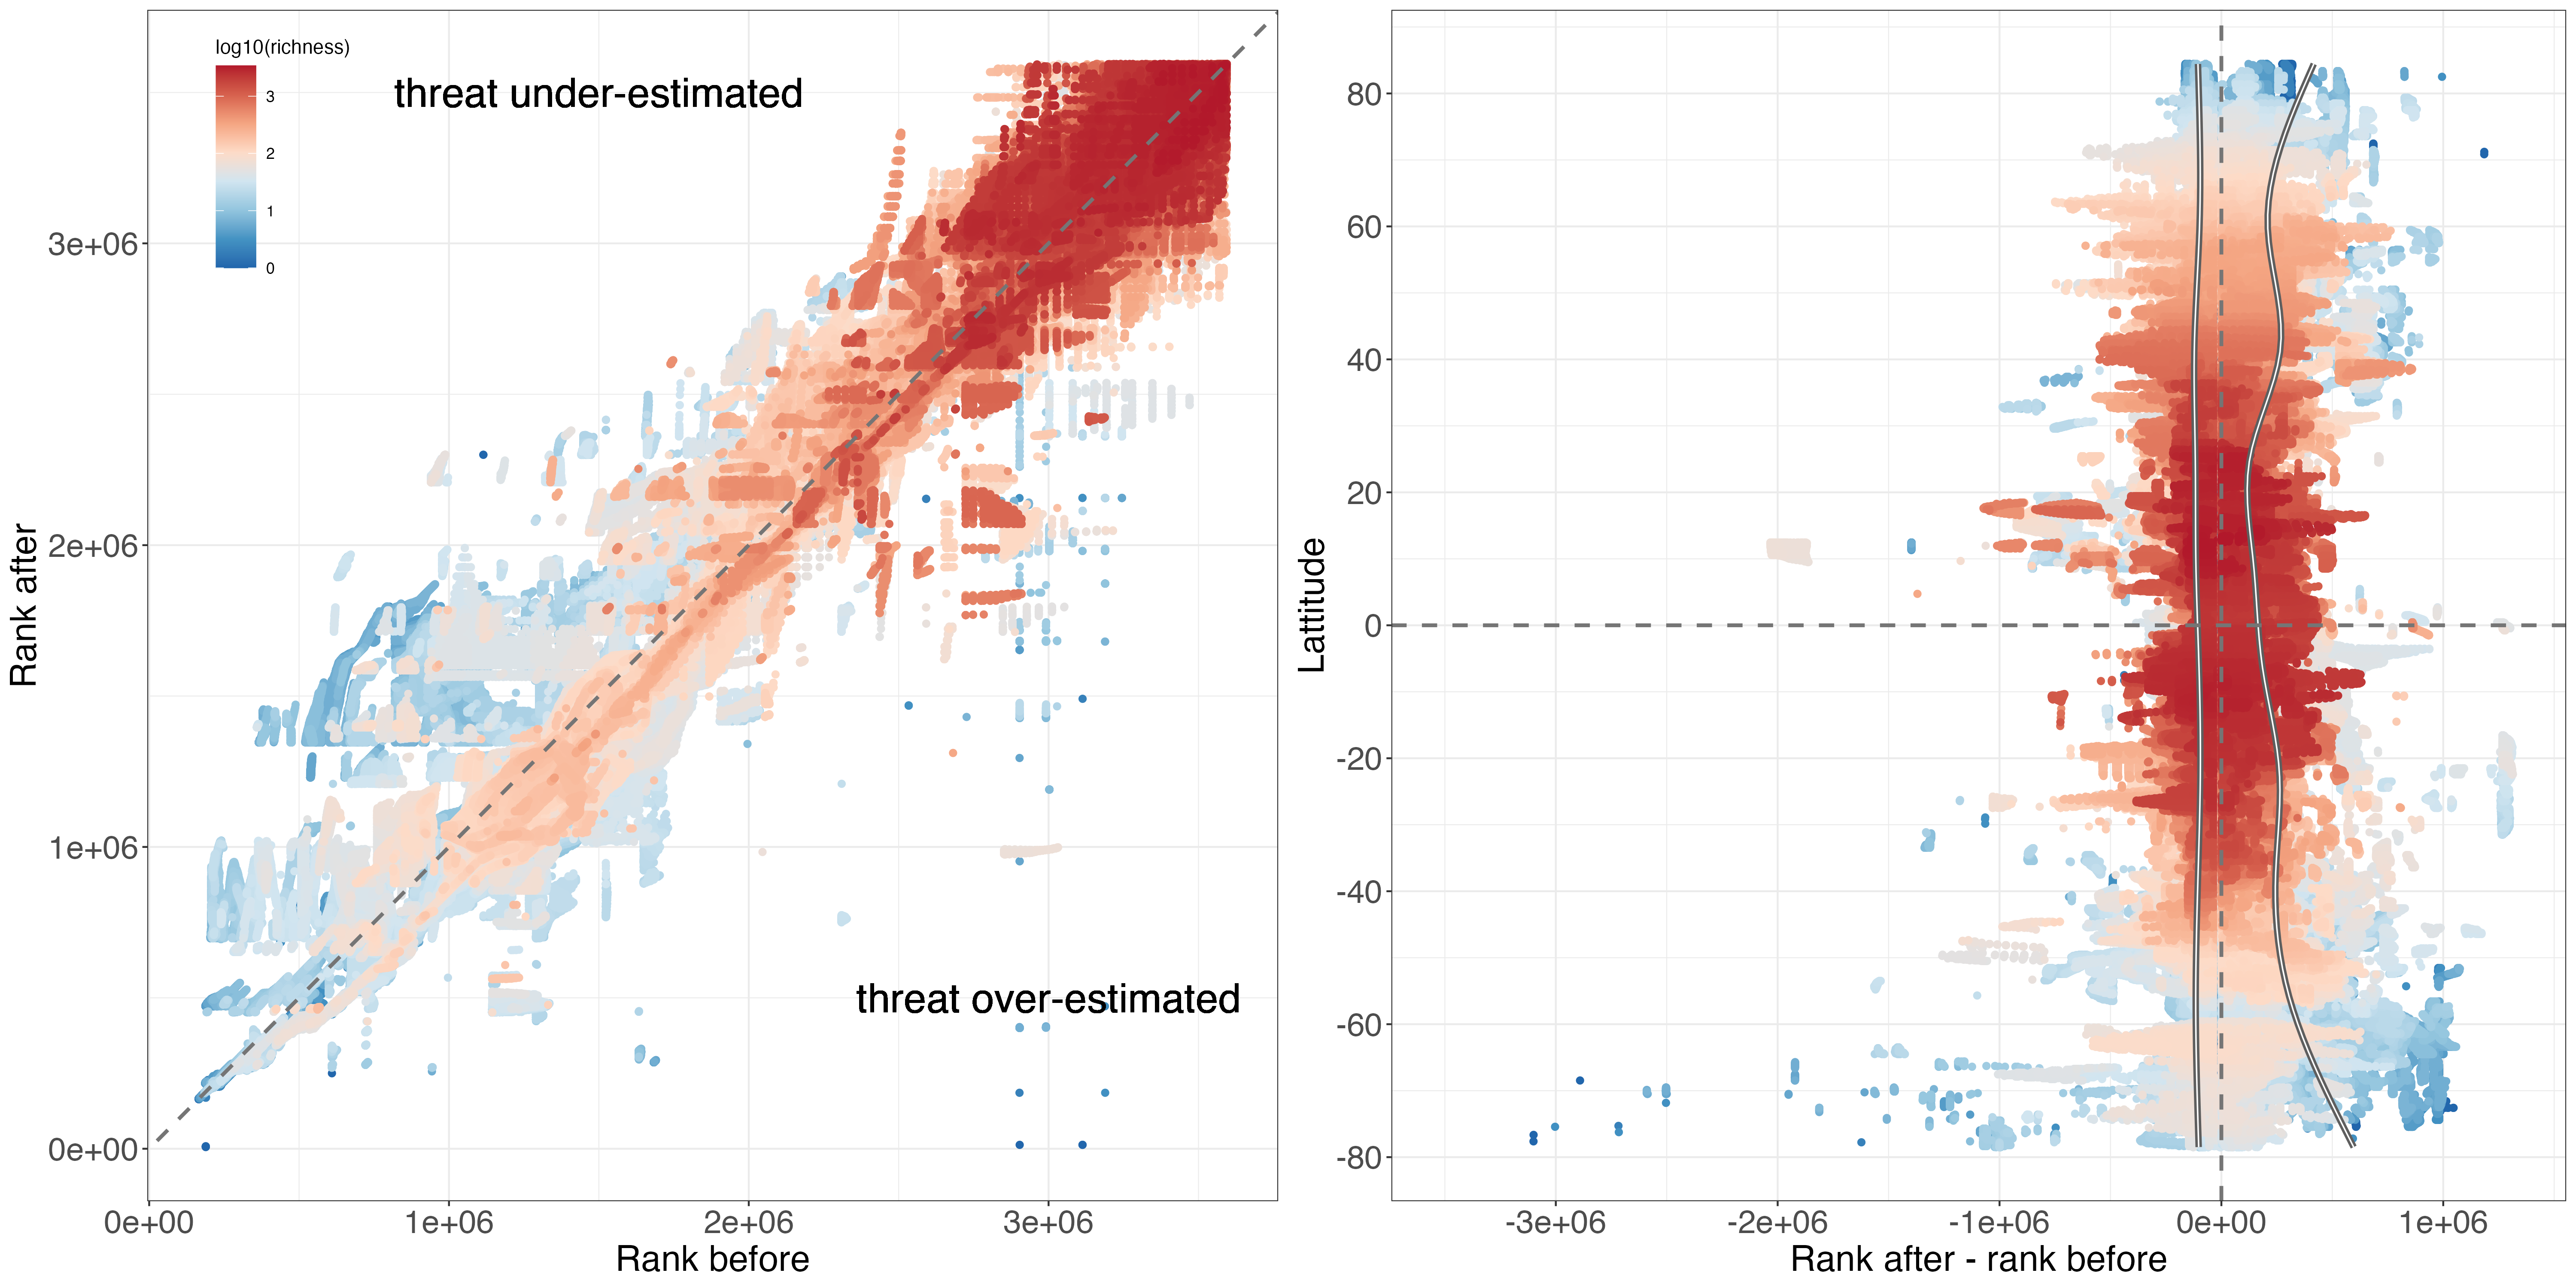 log10(richness)
3
2
1
0
threat under-estimated
threat over-estimated
Rank after
3e+06
2e+06
1e+06
0e+00
0e+00
1e+06
2e+06
3e+06
Rank before
Lattitude
80
60
40
20
0
-20
-40
-60
-80
-3e+06
-2e+06
-1e+06
0e+00
1e+06
Rank after - rank before